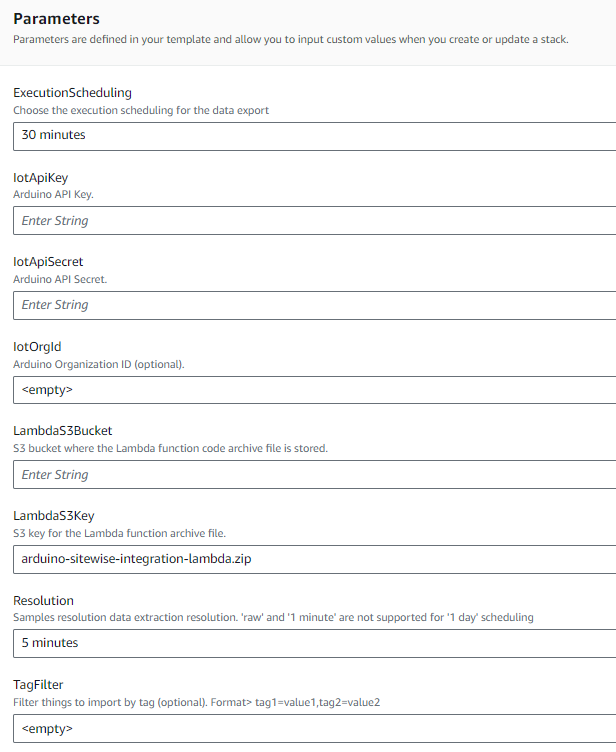 Parameters
Parameters are defined in your template and allow you to input custom values when you create or update a stack.
ExecutionScheduling
Choose the execution scheduling for the data export
30 minutes
IotApiKey
Arduino API Key.
Enter String
IotApiSecret
Arduino API Secret.
Enter String
IotOrgId
Arduino Organization ID (optional).
<empty>
LambdaS3Bucket
S3 bucket where the Lambda function code archive file is stored.
Enter String
LambdaS3Key
S3 key for the Lambda function archive file.
arduino-sitewise-integration-lambda.zip
Resolution
Samples resolution data extraction resolution. 'raw' and '1 minute' are not supported for '1 day' scheduling
5 minutes
TagFilter
Filter things to import by tag (optional). Format> tag1=value1,tag2=value2
<empty>